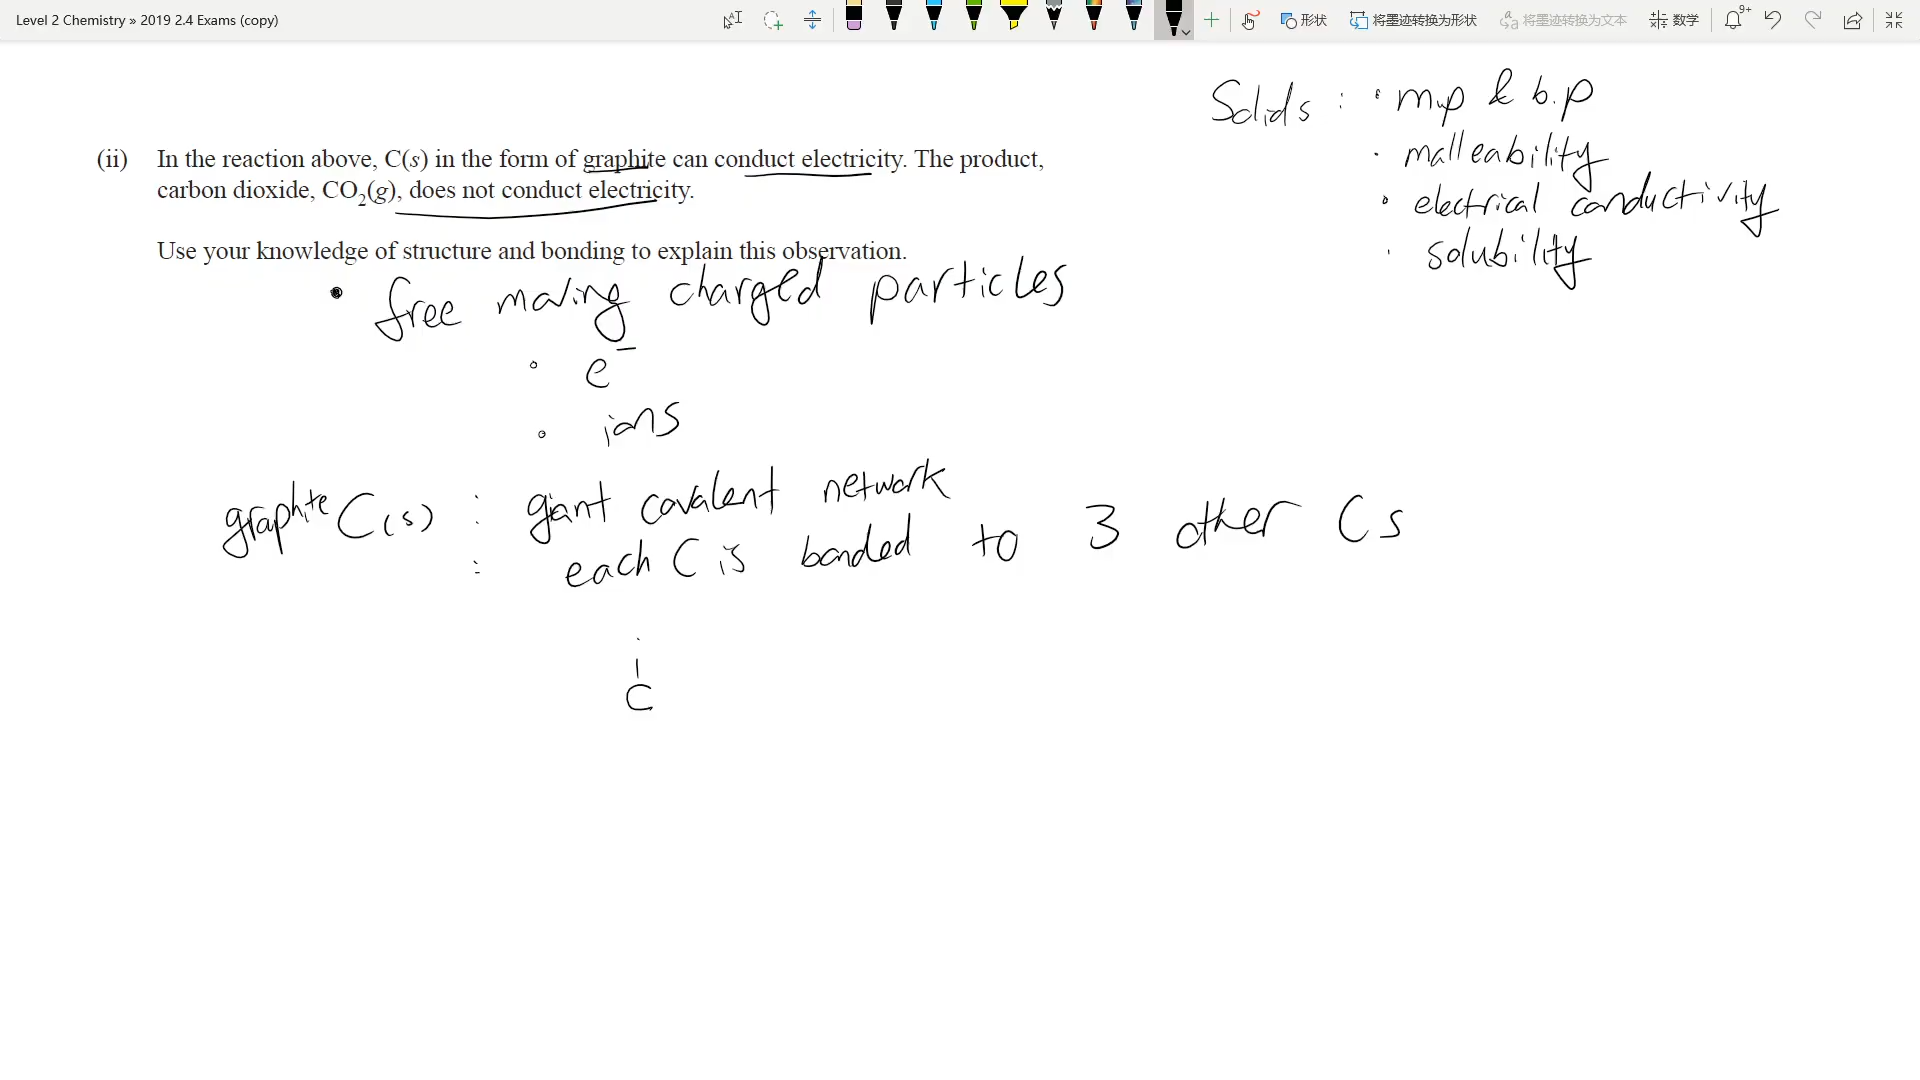 Level 2 Chemistry » 2019 2.4 Exams (copy)
形状 将墨迹转换为形状 将墨迹转换为文本 数学 9+
Solids : · m.p & b.p
· malleability
· electrical conductivity
· solubility
(ii) In the reaction above, C(s) in the form of graphite can conduct electricity. The product,
carbon dioxide, CO₂(g), does not conduct electricity.
Use your knowledge of structure and bonding to explain this observation.
• free moving charged particles
• e⁻
• ions
graphite C(s) : giant covalent network
: each C is bonded to 3 other Cs
C